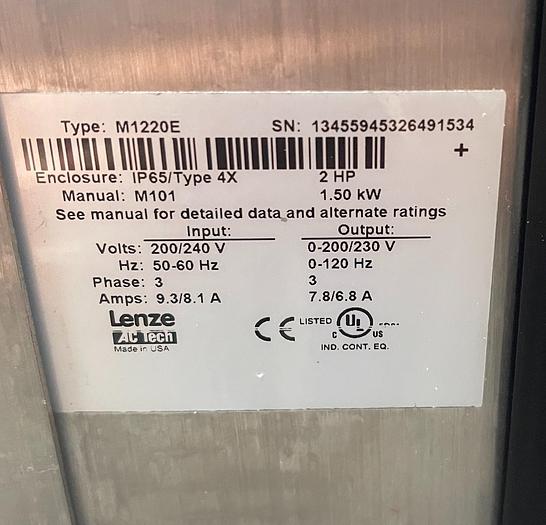 Type: M1220E SN: 13455945326491534
+
Enclosure: IP65/Type 4X 2 HP
Manual: M101 1.50 kW
See manual for detailed data and alternate ratings
Input: Output:
Volts: 200/240 V 0-200/230 V
Hz: 50-60 Hz 0-120 Hz
Phase: 3 3
Amps: 9.3/8.1 A 7.8/6.8 A
Lenze
AC Tech
Made in USA
CE LISTED C UL US
IND. CONT. EQ.